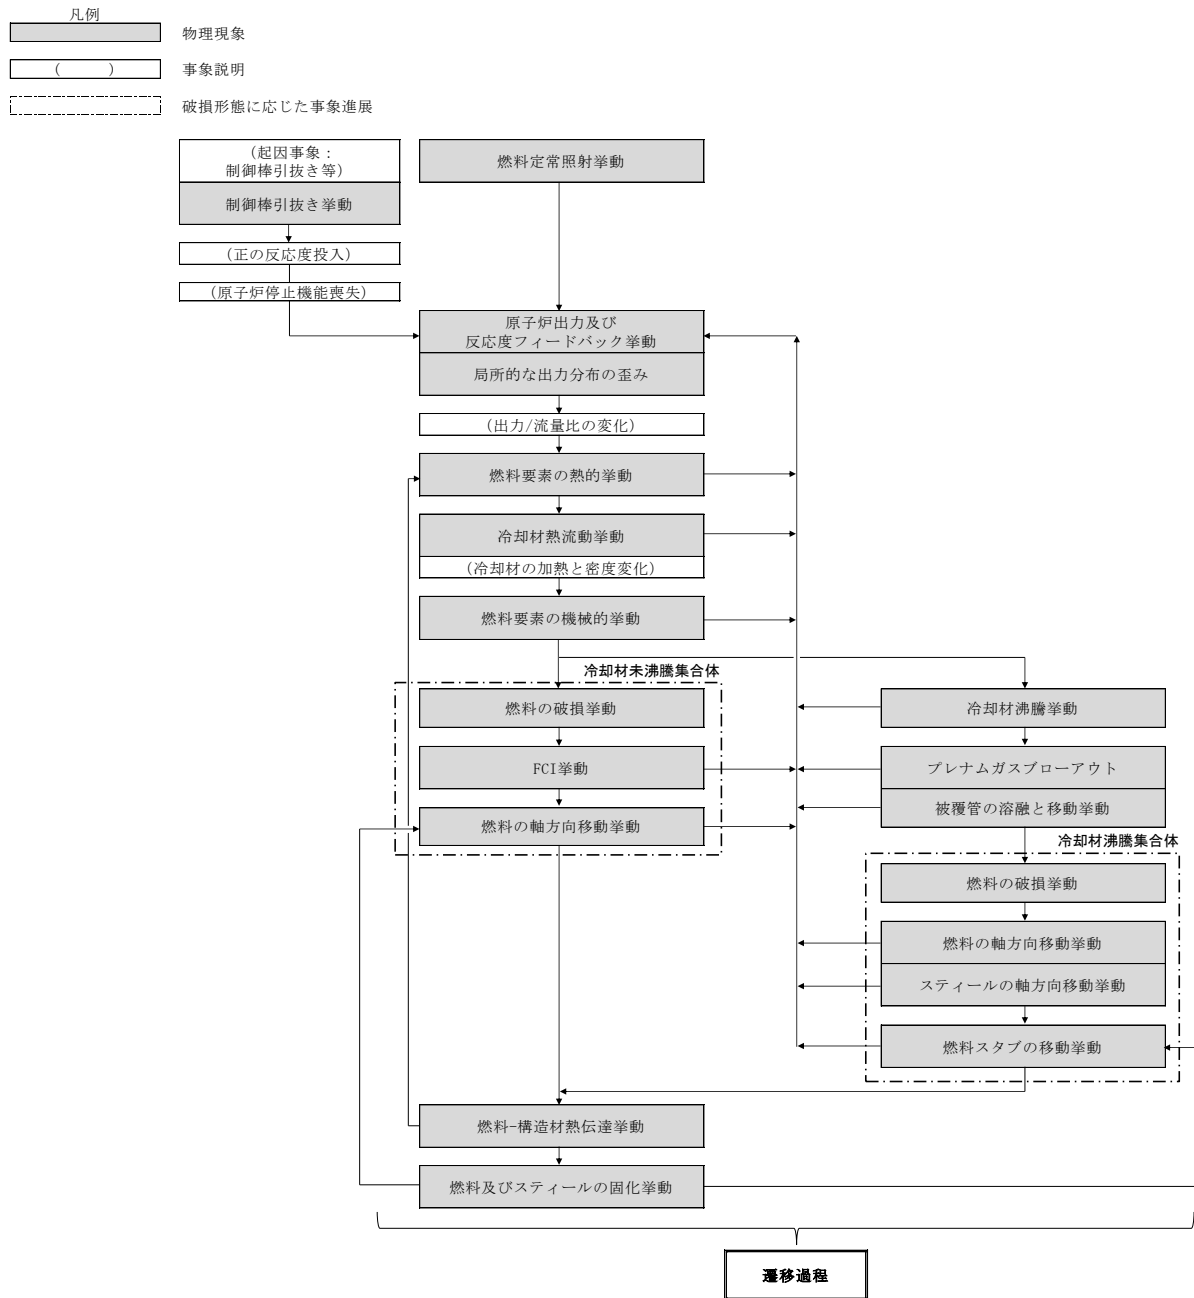 凡例
物理現象
（　　　）
事象説明
破損形態に応じた事象進展
（起因事象：
制御棒引抜き等）
制御棒引抜き挙動
（正の反応度投入）
（原子炉停止機能喪失）
燃料定常照射挙動
原子炉出力及び
反応度フィードバック挙動
局所的な出力分布の歪み
（出力/流量比の変化）
燃料要素の熱的挙動
冷却材熱流動挙動
（冷却材の加熱と密度変化）
燃料要素の機械的挙動
冷却材未沸騰集合体
燃料の破損挙動
FCI挙動
燃料の軸方向移動挙動
冷却材沸騰挙動
プレナムガスブローアウト
被覆管の溶融と移動挙動
冷却材沸騰集合体
燃料の破損挙動
燃料の軸方向移動挙動
スティールの軸方向移動挙動
燃料スタブの移動挙動
燃料-構造材熱伝達挙動
燃料及びスティールの固化挙動
遷移過程